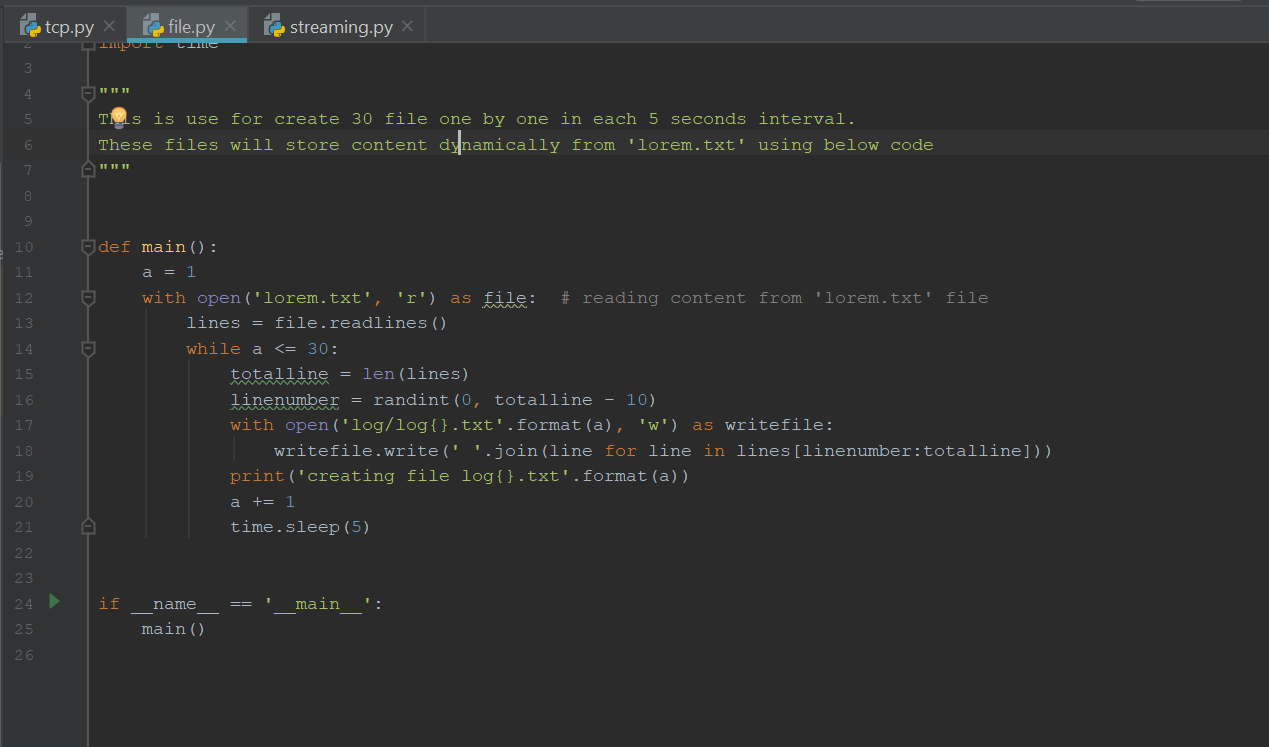 tcp.py file.py streaming.py
2 import time
3
4 """
5 This is use for create 30 file one by one in each 5 seconds interval.
6 These files will store content dynamically from 'lorem.txt' using below code
7 """
8
9
10 def main():
11     a = 1
12     with open('lorem.txt', 'r') as file:  # reading content from 'lorem.txt' file
13         lines = file.readlines()
14         while a <= 30:
15             totalline = len(lines)
16             linenumber = randint(0, totalline - 10)
17             with open('log/log{}.txt'.format(a), 'w') as writefile:
18                 writefile.write(' '.join(line for line in lines[linenumber:totalline]))
19             print('creating file log{}.txt'.format(a))
20             a += 1
21             time.sleep(5)
22
23
24 if __name__ == '__main__':
25     main()
26